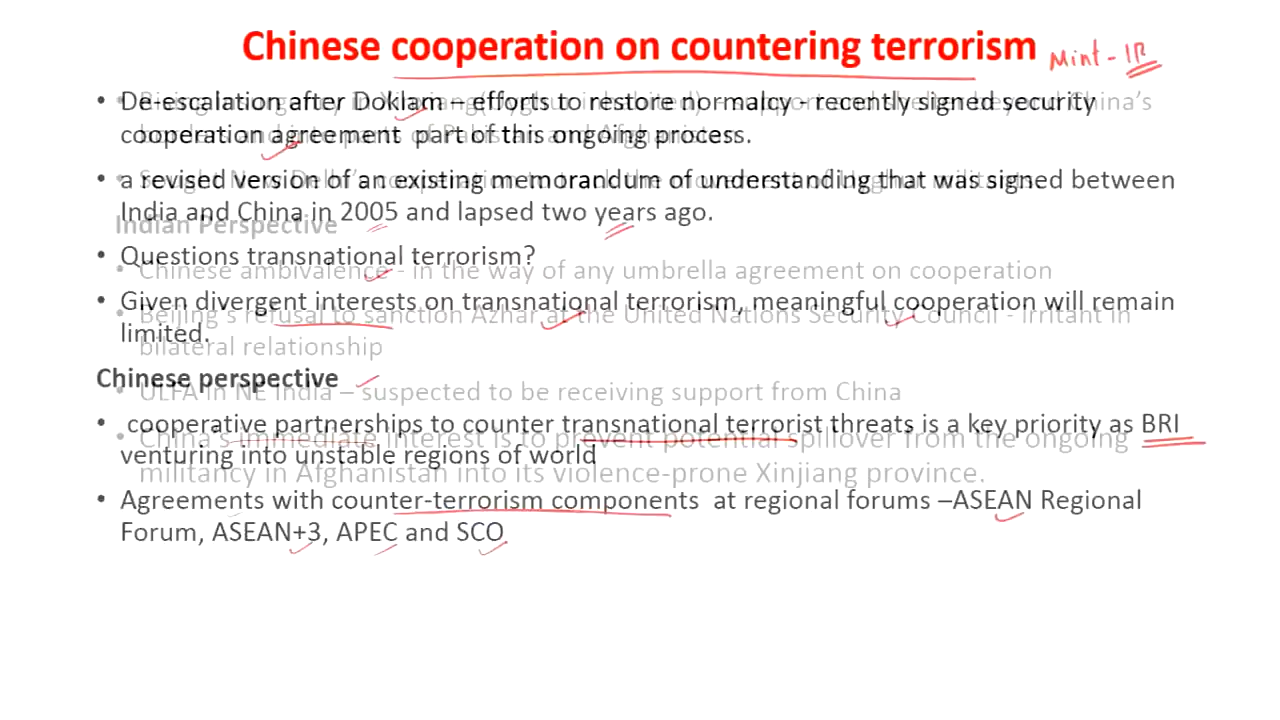 Chinese cooperation on countering terrorism
Mint - IR
• De-escalation after Doklam – efforts to restore normalcy - recently signed security
cooperation agreement part of this ongoing process.
• a revised version of an existing memorandum of understanding that was signed between
India and China in 2005 and lapsed two years ago.
Indian Perspective
• Questions transnational terrorism?
• Chinese ambivalence - in the way of any umbrella agreement on cooperation
• Given divergent interests on transnational terrorism, meaningful cooperation will remain
limited.
• Beijing's refusal to sanction Azhar at the United Nations Security Council - irritant in
bilateral relationship
Chinese perspective
• ULFA in NE India – suspected to be receiving support from China
• cooperative partnerships to counter transnational terrorist threats is a key priority as BRI
venturing into unstable regions of world
• China's immediate interest is to prevent potential spillover from the ongoing
militancy in Afghanistan into its violence-prone Xinjiang province.
• Agreements with counter-terrorism components at regional forums –ASEAN Regional
Forum, ASEAN+3, APEC and SCO